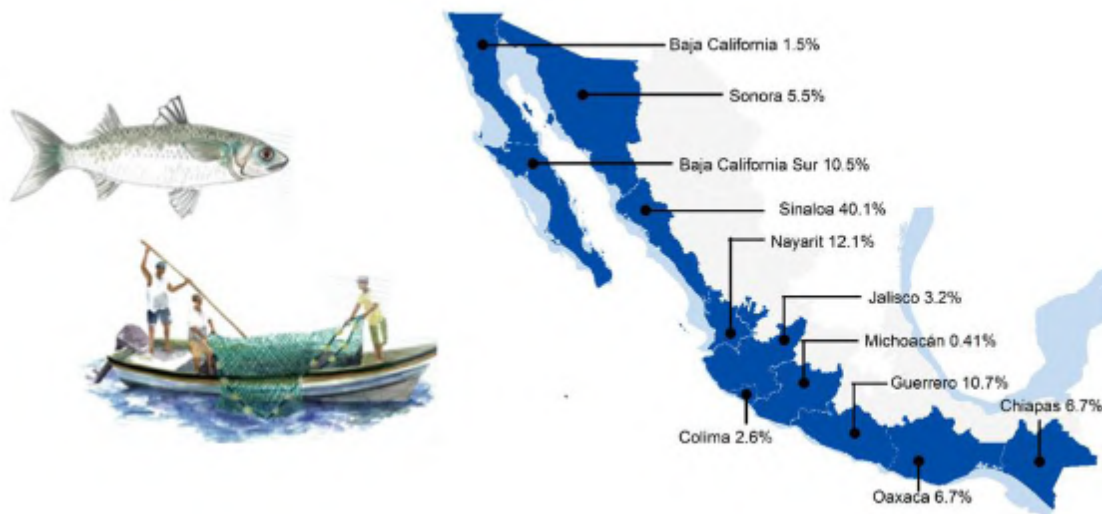 Baja California 1.5%
Sonora 5.5%
Baja California Sur 10.5%
Sinaloa 40.1%
Nayarit 12.1%
Jalisco 3.2%
Michoacán 0.41%
Guerrero 10.7%
Chiapas 6.7%
Colima 2.6%
Oaxaca 6.7%